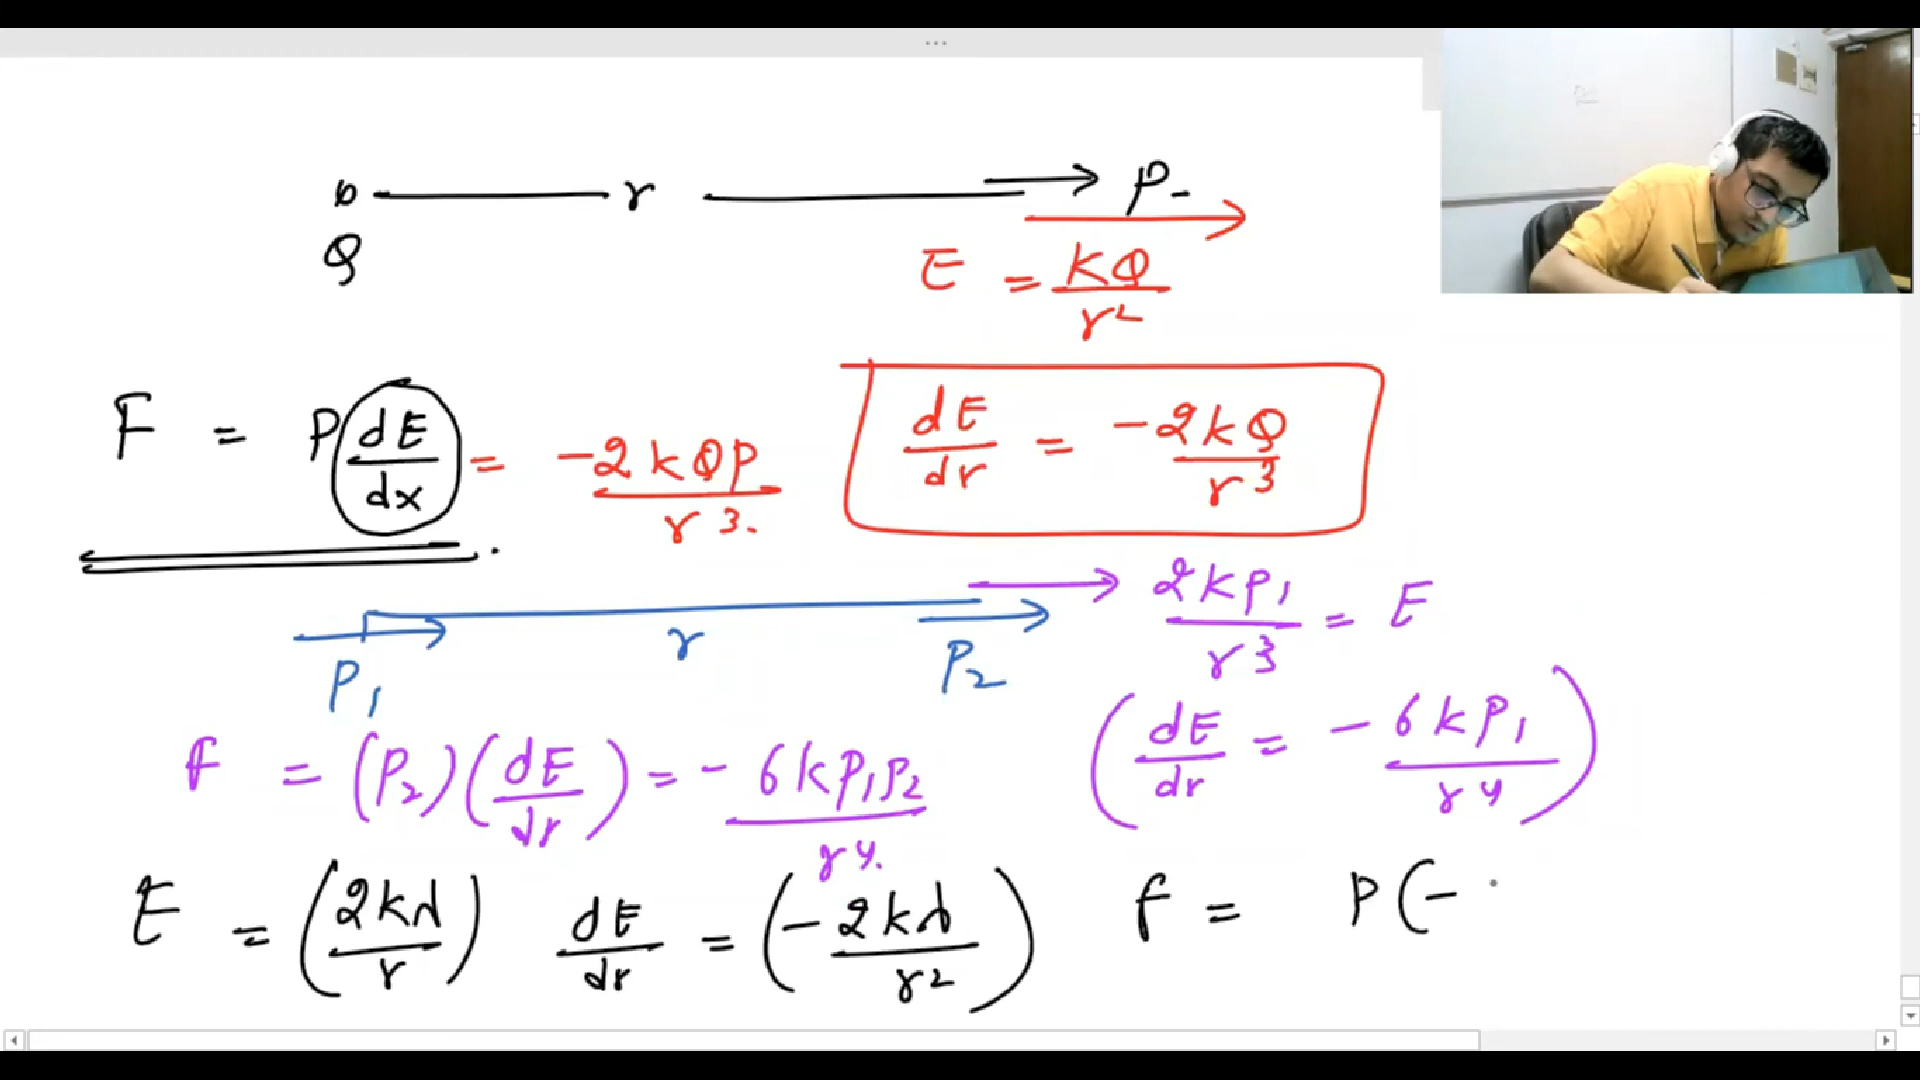 r P
Q
E = kQ/r²
F = P dE/dx = -2kQP/r³.
dE/dr = -2kQ/r³
P₁ r P₂
2kp₁/r³ = E
(dE/dr = -6kp₁/r⁴)
F = (P₂)(dE/dr) = -6kp₁p₂/r⁴.
E = (2kλ/r) dE/dr = (-2kλ/r²) f = P(-